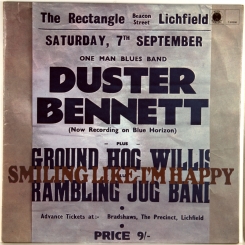 The Rectangle Beacon Street Lichfield
SATURDAY, 7TH SEPTEMBER
ONE MAN BLUES BAND
DUSTER
BENNETT
(Now Recording on Blue Horizon)
- PLUS
GROUND HOG WILLIS
SMILING LIKE I'M HAPPY
RAMBLING JUG BAND
Advance Tickets at:- Bradshaws, The Precinct, Lichfield
• PRICE 9/-